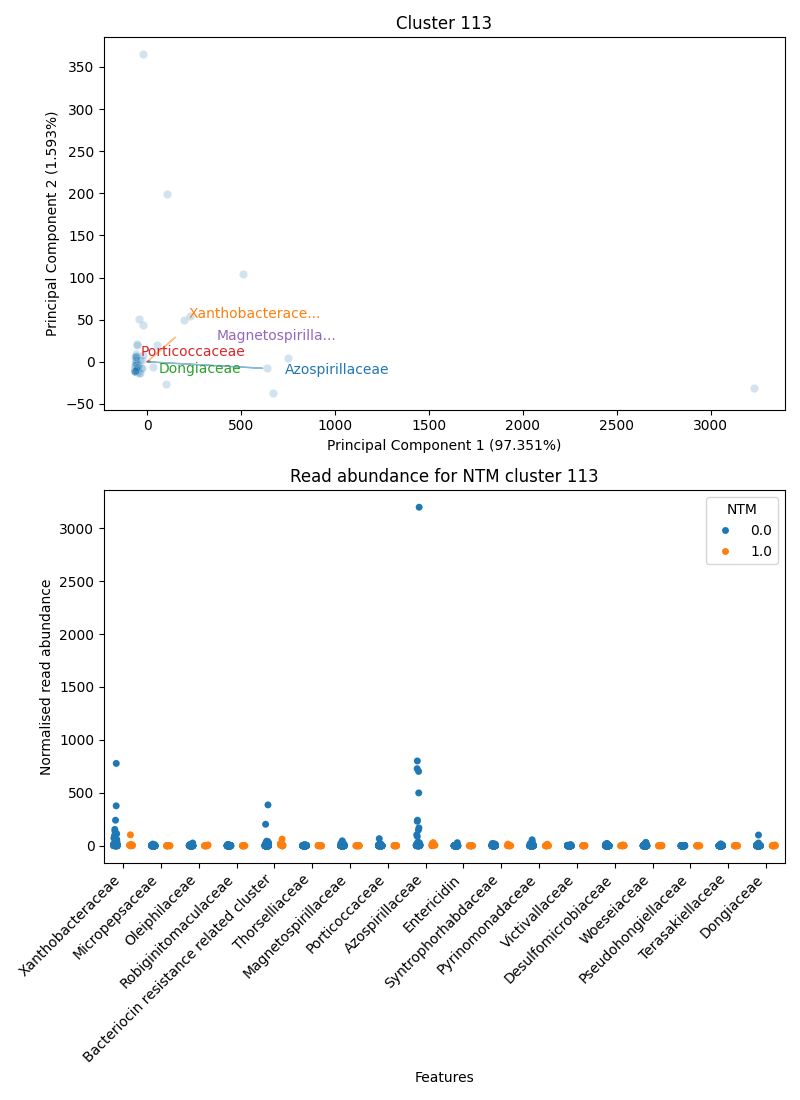 Cluster 113
Principal Component 2 (1.593%)
350
300
250
200
150
100
50
0
−50
Xanthobacterace...
Magnetospirilla...
Porticoccaceae
Dongiaceae
Azospirillaceae
0 500 1000 1500 2000 2500 3000
Principal Component 1 (97.351%)
Read abundance for NTM cluster 113
Normalised read abundance
3000
2500
2000
1500
1000
500
0
NTM
0.0
1.0
Xanthobacteraceae
Micropepsaceae
Oleiphilaceae
Robiginitomaculaceae
Bacteriocin resistance related cluster
Thorselliaceae
Magnetospirillaceae
Porticoccaceae
Azospirillaceae
Entericidin
Syntrophorhabdaceae
Pyrinomonadaceae
Victivallaceae
Desulfomicrobiaceae
Woeseiaceae
Pseudohongiellaceae
Terasakiellaceae
Dongiaceae
Features